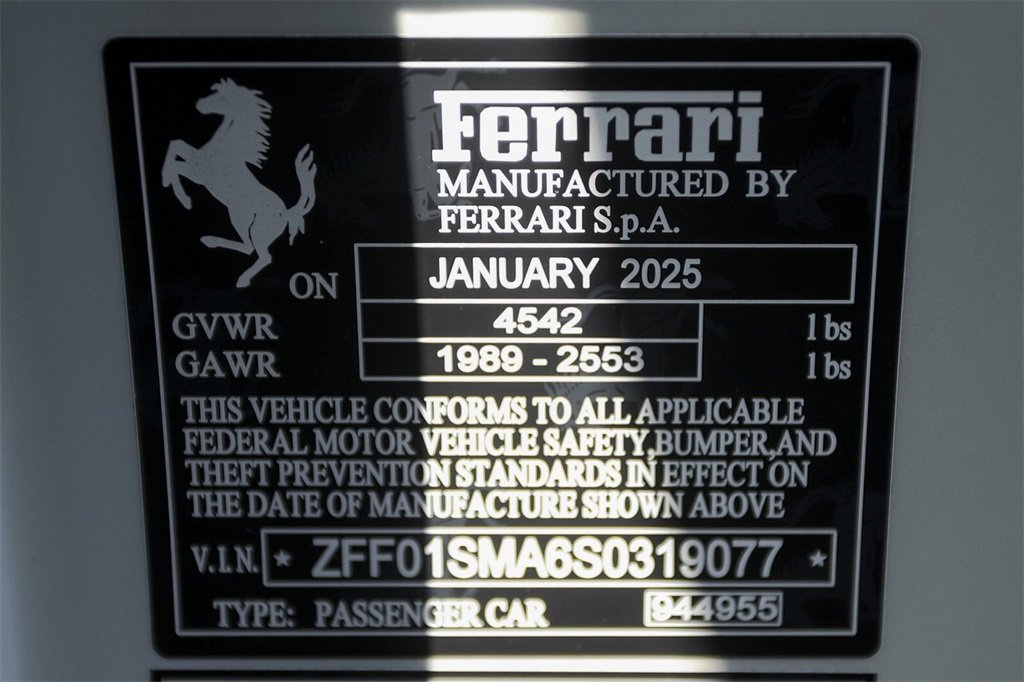 Ferrari
MANUFACTURED BY
FERRARI S.p.A.
ON JANUARY 2025
GVWR 4542 lbs
GAWR 1989 - 2553 lbs
THIS VEHICLE CONFORMS TO ALL APPLICABLE
FEDERAL MOTOR VEHICLE SAFETY,BUMPER,AND
THEFT PREVENTION STANDARDS IN EFFECT ON
THE DATE OF MANUFACTURE SHOWN ABOVE
V.I.N. * ZFF01SMA6S0319077 *
TYPE: PASSENGER CAR 944955